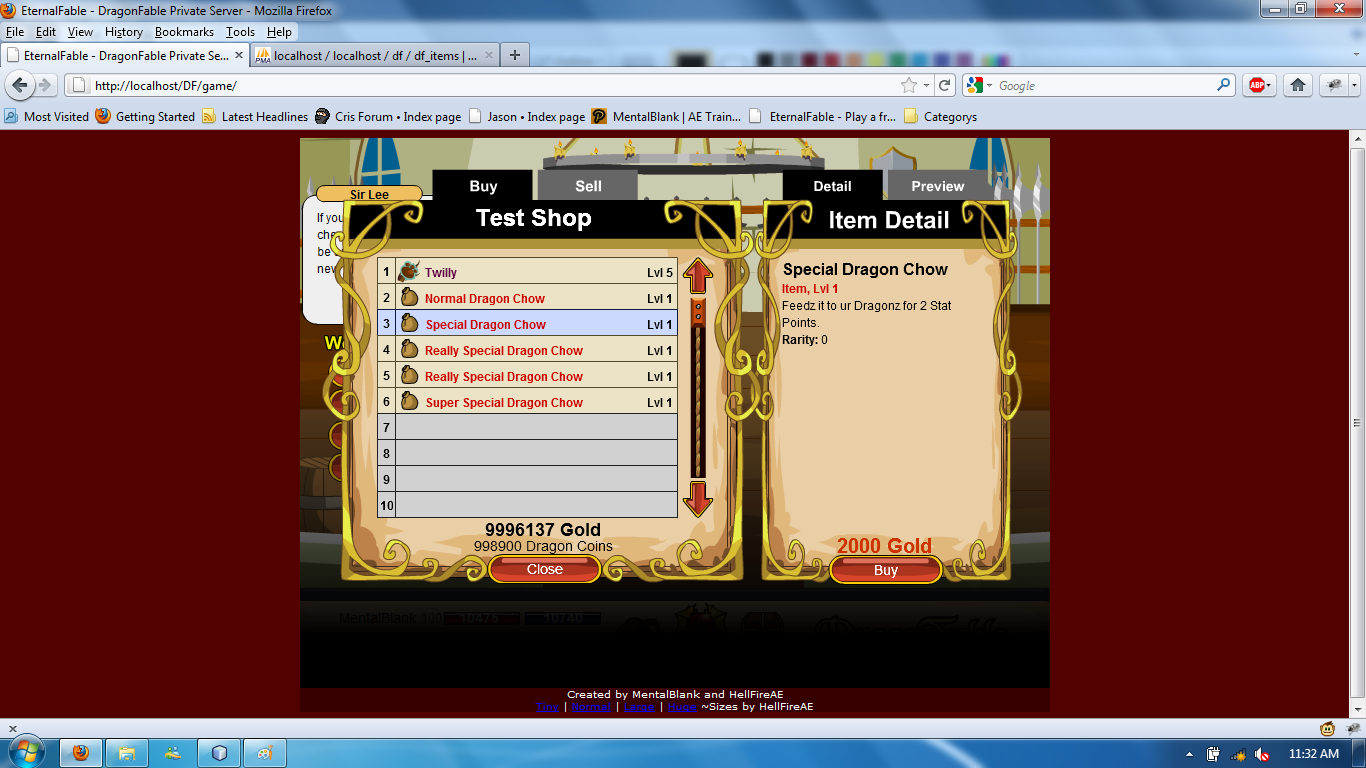 EternalFable - DragonFable Private Server - Mozilla Firefox
File Edit View History Bookmarks Tools Help
EternalFable - DragonFable Private Se... × PMA localhost / localhost / df / df_items | ... × +
http://localhost/DF/game/ Google ABP
Most Visited Getting Started Latest Headlines Cris Forum • Index page Jason • Index page MentalBlank | AE Train... EternalFable - Play a fr... Categorys
Buy Sell Detail Preview
Sir Lee
If you
Test Shop Item Detail
1 Twilly Lvl 5
2 Normal Dragon Chow Lvl 1
3 Special Dragon Chow Lvl 1
4 Really Special Dragon Chow Lvl 1
5 Really Special Dragon Chow Lvl 1
6 Super Special Dragon Chow Lvl 1
7
8
9
10
9996137 Gold
998900 Dragon Coins
Close
Special Dragon Chow
Item, Lvl 1
Feedz it to ur Dragonz for 2 Stat
Points.
Rarity: 0
2000 Gold
Buy
MentalBlank 10475 10740
Created by MentalBlank and HellFireAE
Tiny | Normal | Large | Huge ~Sizes by HellFireAE
11:32 AM